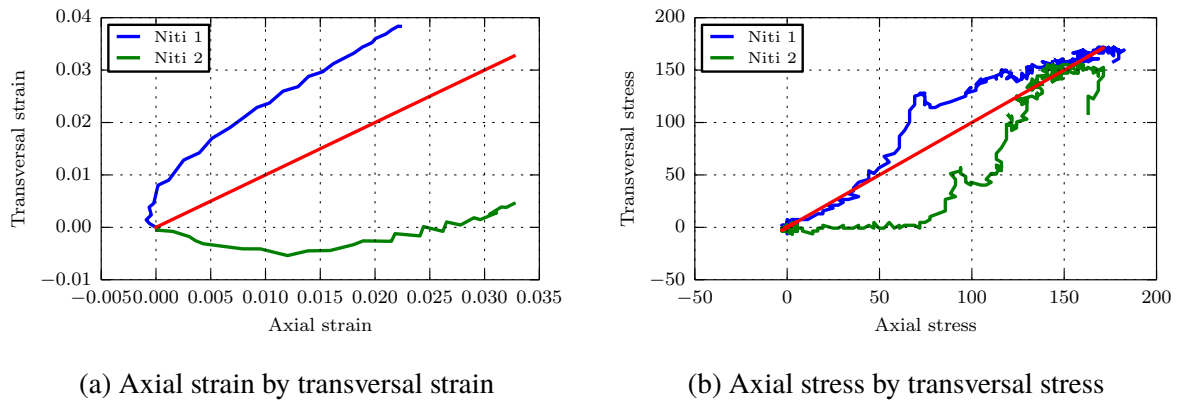 0.04
0.03
0.02
0.01
0.00
−0.01
Transversal strain
Niti 1
Niti 2
−0.0050.000 0.005 0.010 0.015 0.020 0.025 0.030 0.035
Axial strain
(a) Axial strain by transversal strain
200
150
100
50
0
−50
Transversal stress
Niti 1
Niti 2
−50 0 50 100 150 200
Axial stress
(b) Axial stress by transversal stress